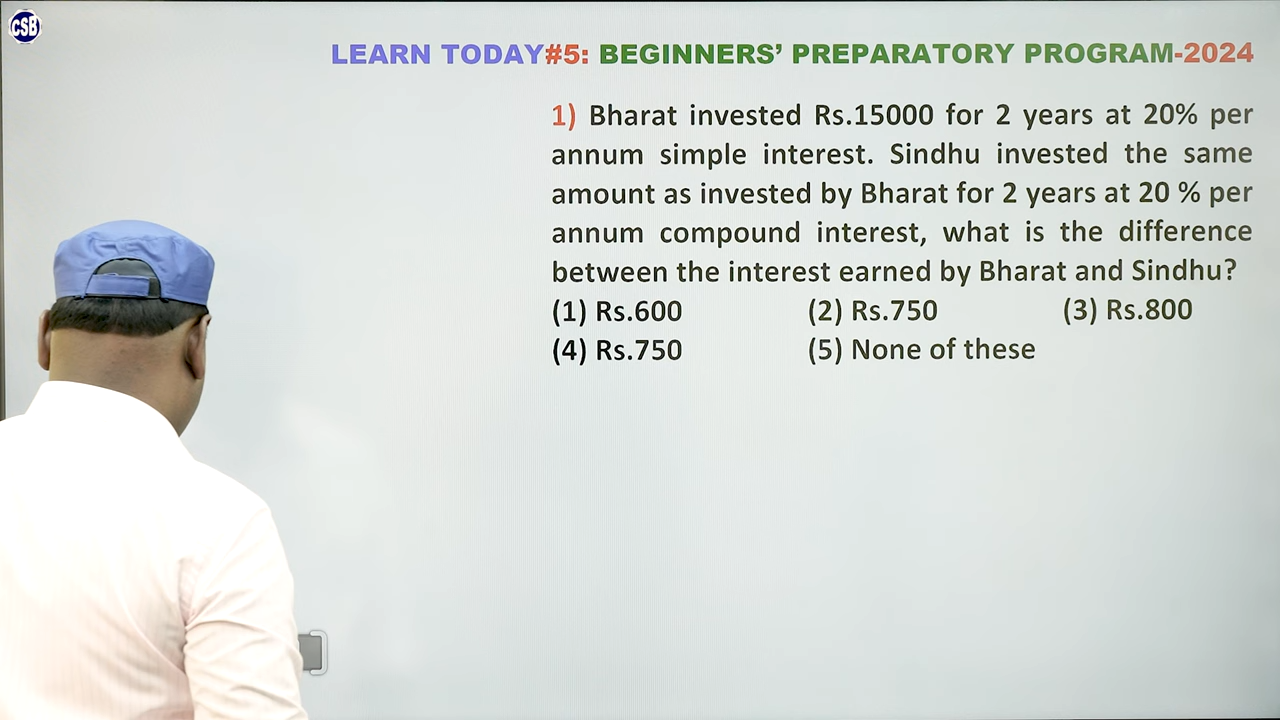 CSB
LEARN TODAY#5: BEGINNERS’ PREPARATORY PROGRAM-2024
1) Bharat invested Rs.15000 for 2 years at 20% per
annum simple interest. Sindhu invested the same
amount as invested by Bharat for 2 years at 20 % per
annum compound interest, what is the difference
between the interest earned by Bharat and Sindhu?
(1) Rs.600 (2) Rs.750 (3) Rs.800
(4) Rs.750 (5) None of these